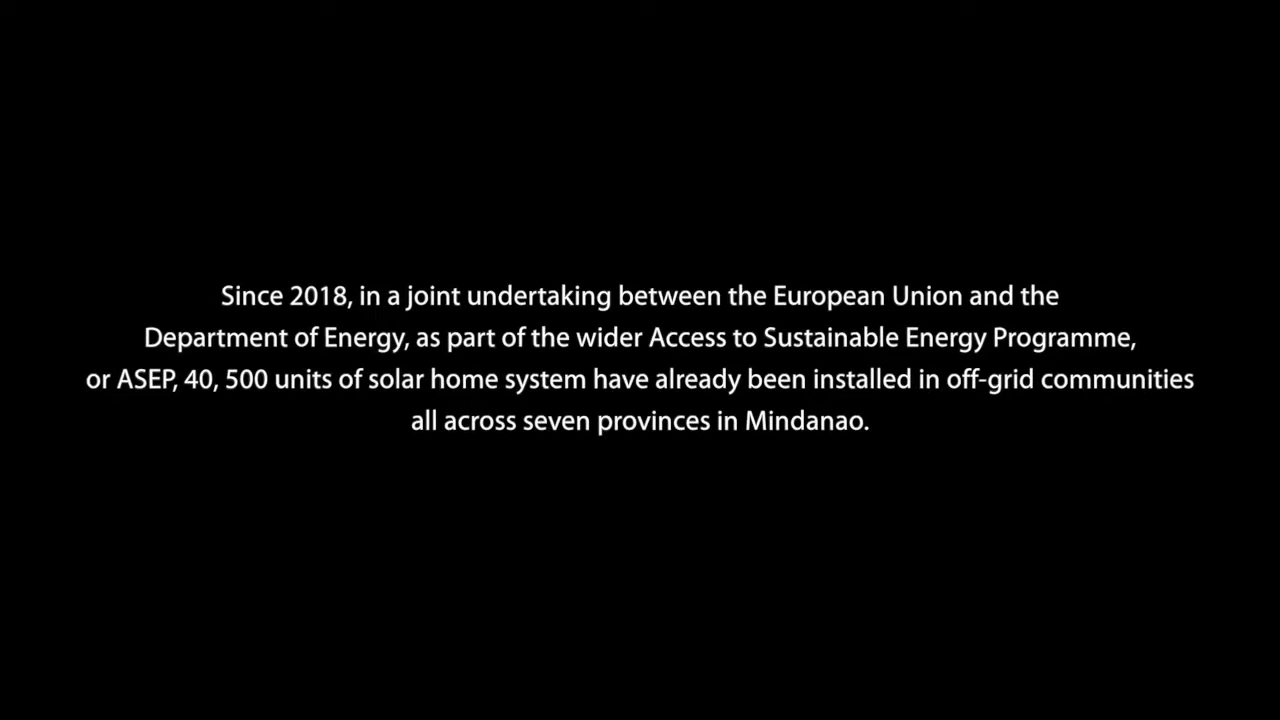 Since 2018, in a joint undertaking between the European Union and the
Department of Energy, as part of the wider Access to Sustainable Energy Programme,
or ASEP, 40, 500 units of solar home system have already been installed in off-grid communities
all across seven provinces in Mindanao.